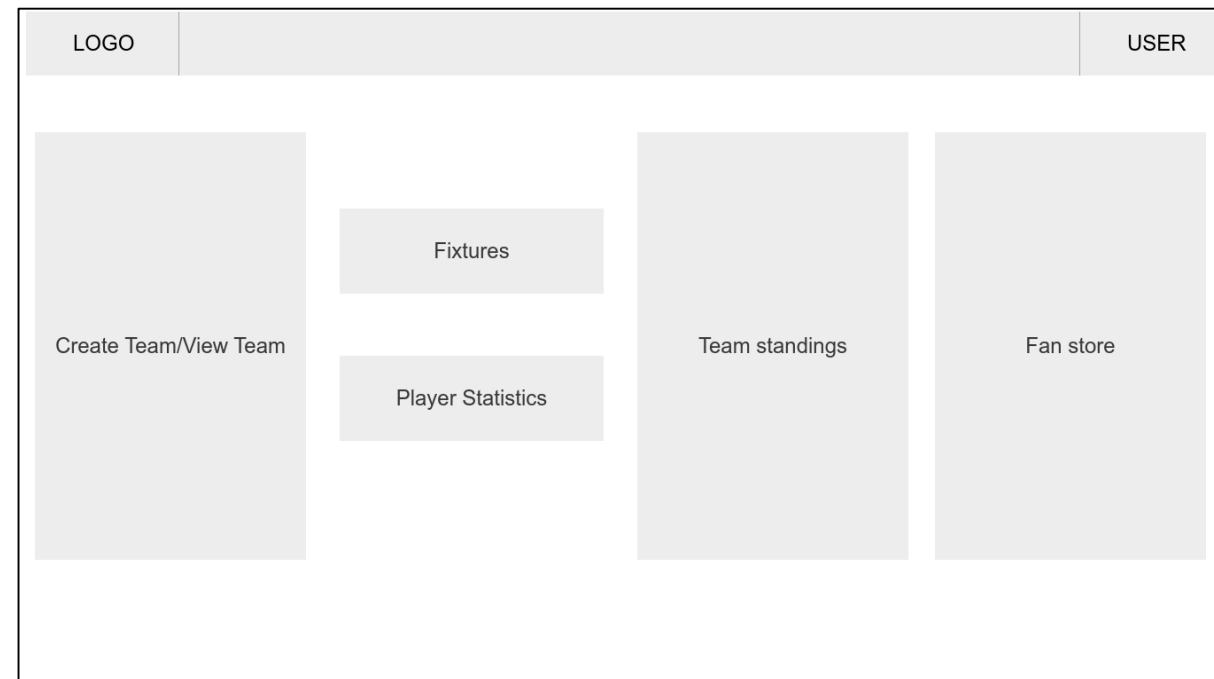 LOGO
USER
Create Team/View Team
Fixtures
Player Statistics
Team standings
Fan store